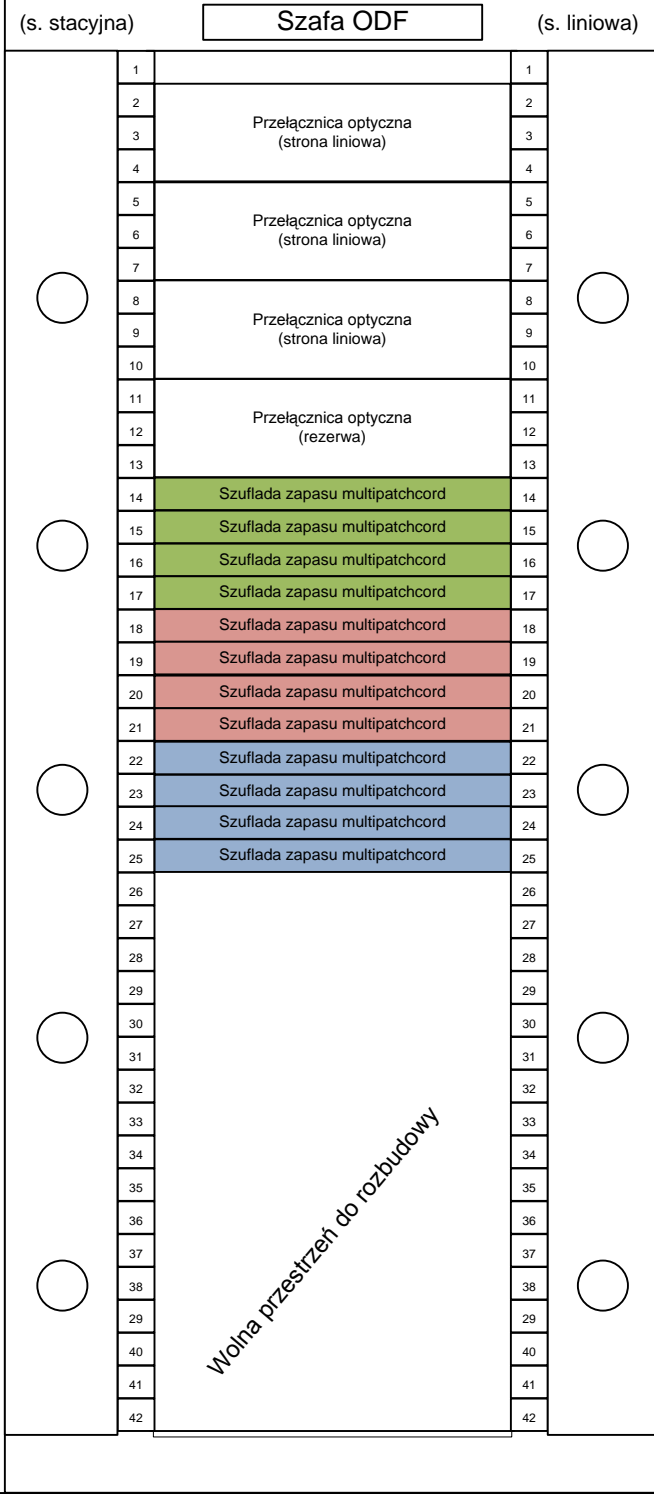 (s. stacyjna) Szafa ODF (s. liniowa)
1 1
2 2
Przełącznica optyczna
3 3
(strona liniowa)
4 4
5 5
Przełącznica optyczna
6 6
(strona liniowa)
7 7
8 8
Przełącznica optyczna
9 9
(strona liniowa)
10 10
11 11
Przełącznica optyczna
12 12
(rezerwa)
13 13
14 Szuflada zapasu multipatchcord 14
15 Szuflada zapasu multipatchcord 15
16 Szuflada zapasu multipatchcord 16
17 Szuflada zapasu multipatchcord 17
18 Szuflada zapasu multipatchcord 18
19 Szuflada zapasu multipatchcord 19
20 Szuflada zapasu multipatchcord 20
21 Szuflada zapasu multipatchcord 21
22 Szuflada zapasu multipatchcord 22
23 Szuflada zapasu multipatchcord 23
24 Szuflada zapasu multipatchcord 24
25 Szuflada zapasu multipatchcord 25
26 26
27 27
28 28
29 29
30 30
31 31
32 32
33 33
34 34
35 35
36 36
37 37
38 38
29 29
40 40
41 41
42 42
Wolna przestrzeń do rozbudowy